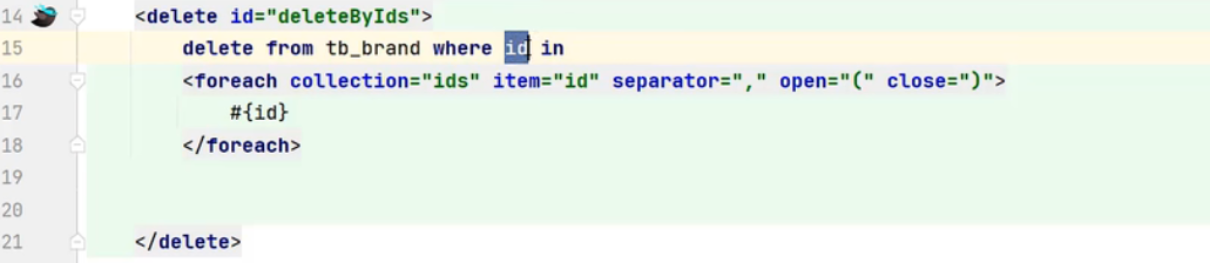 14 <delete id="deleteByIds">
15 delete from tb_brand where id in
16 <foreach collection="ids" item="id" separator="," open="(" close=")">
17 #{id}
18 </foreach>
19
20
21 </delete>